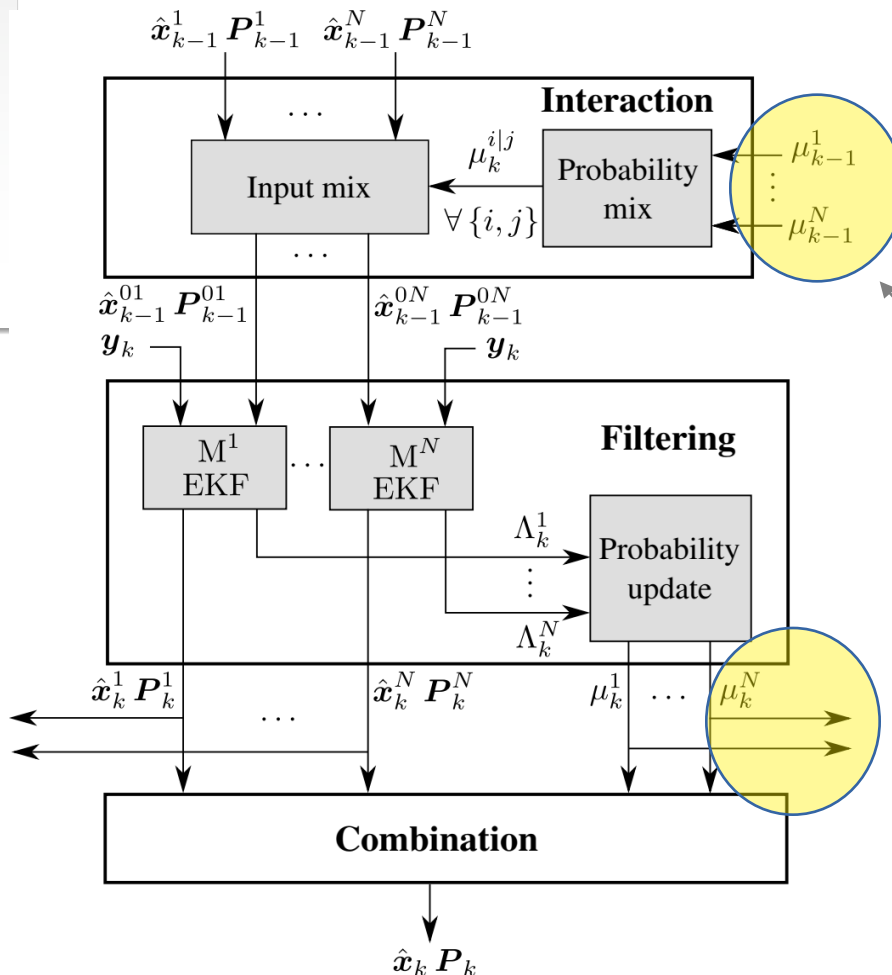 x̂¹ₖ₋₁ P¹ₖ₋₁ x̂ᴺₖ₋₁ Pᴺₖ₋₁
Interaction
...
Input mix
μₖ^{i|j}
∀ {i, j}
Probability
mix
μ¹ₖ₋₁
⋮
μᴺₖ₋₁
...
x̂⁰¹ₖ₋₁ P⁰¹ₖ₋₁ x̂⁰ᴺₖ₋₁ P⁰ᴺₖ₋₁
yₖ yₖ
Filtering
M¹
EKF
...
Mᴺ
EKF
Λ¹ₖ
⋮
Λᴺₖ
Probability
update
x̂¹ₖ P¹ₖ ... x̂ᴺₖ Pᴺₖ μ¹ₖ ... μᴺₖ
Combination
x̂ₖ Pₖ